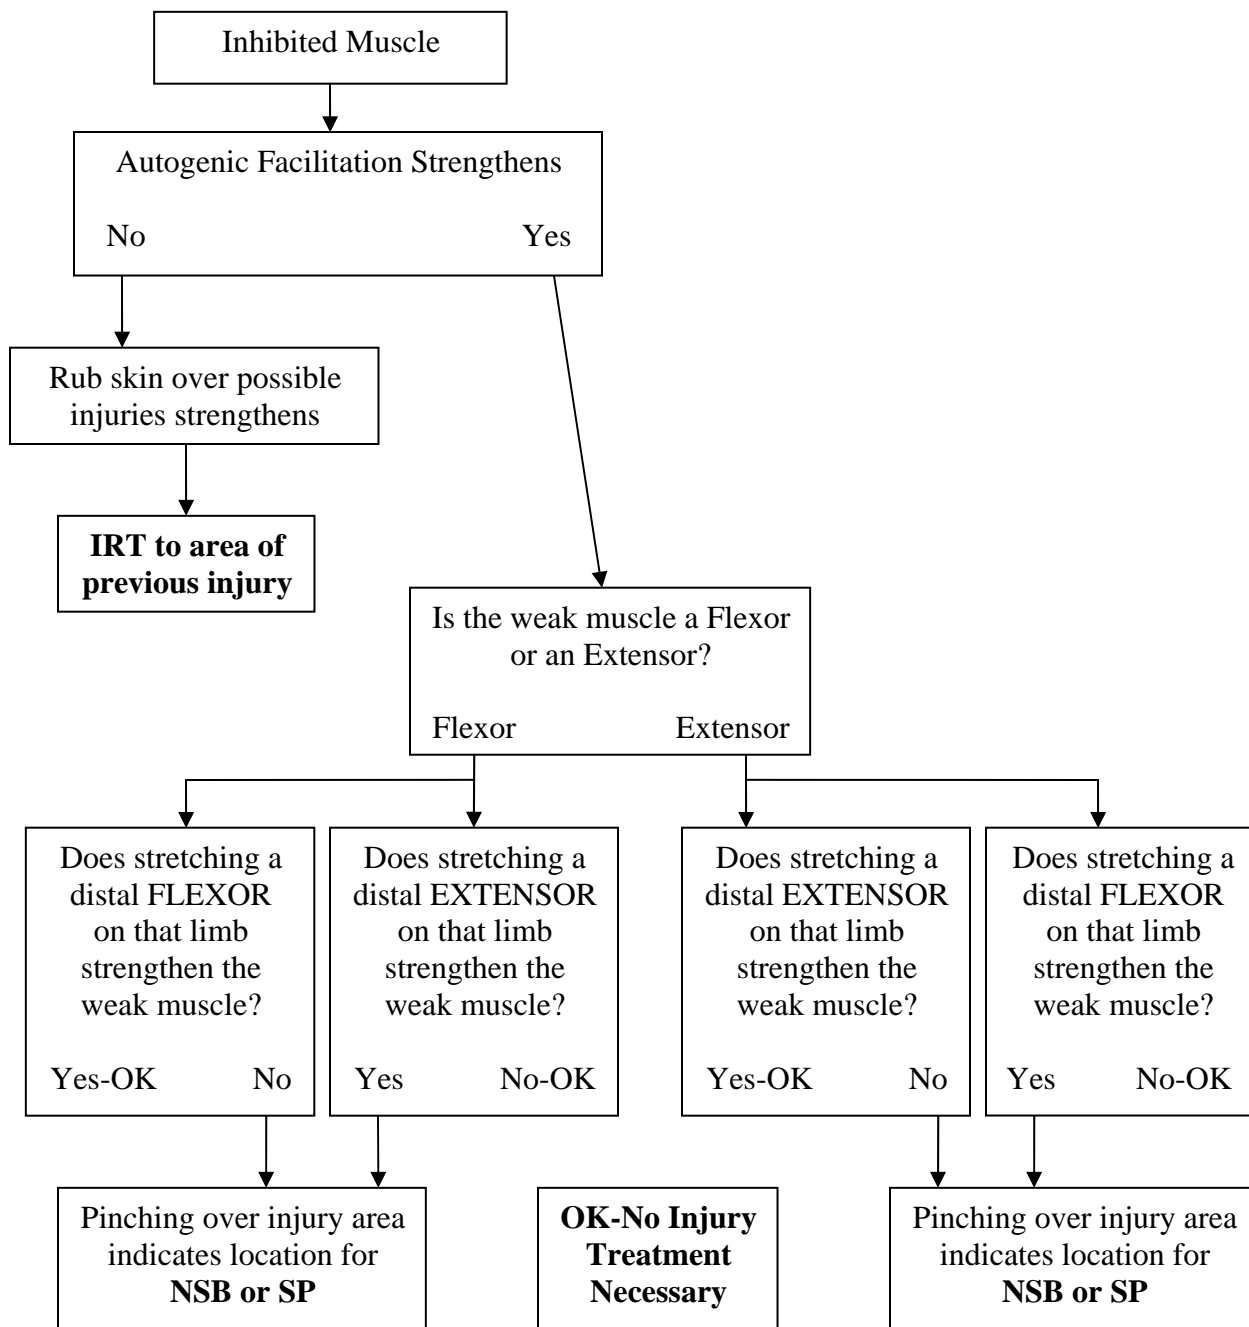 Inhibited Muscle
Autogenic Facilitation Strengthens
No Yes
Rub skin over possible
injuries strengthens
IRT to area of
previous injury
Is the weak muscle a Flexor
or an Extensor?
Flexor Extensor
Does stretching a
distal FLEXOR
on that limb
strengthen the
weak muscle?
Yes-OK No
Does stretching a
distal EXTENSOR
on that limb
strengthen the
weak muscle?
Yes No-OK
Does stretching a
distal EXTENSOR
on that limb
strengthen the
weak muscle?
Yes-OK No
Does stretching a
distal FLEXOR
on that limb
strengthen the
weak muscle?
Yes No-OK
Pinching over injury area
indicates location for
NSB or SP
OK-No Injury
Treatment
Necessary
Pinching over injury area
indicates location for
NSB or SP